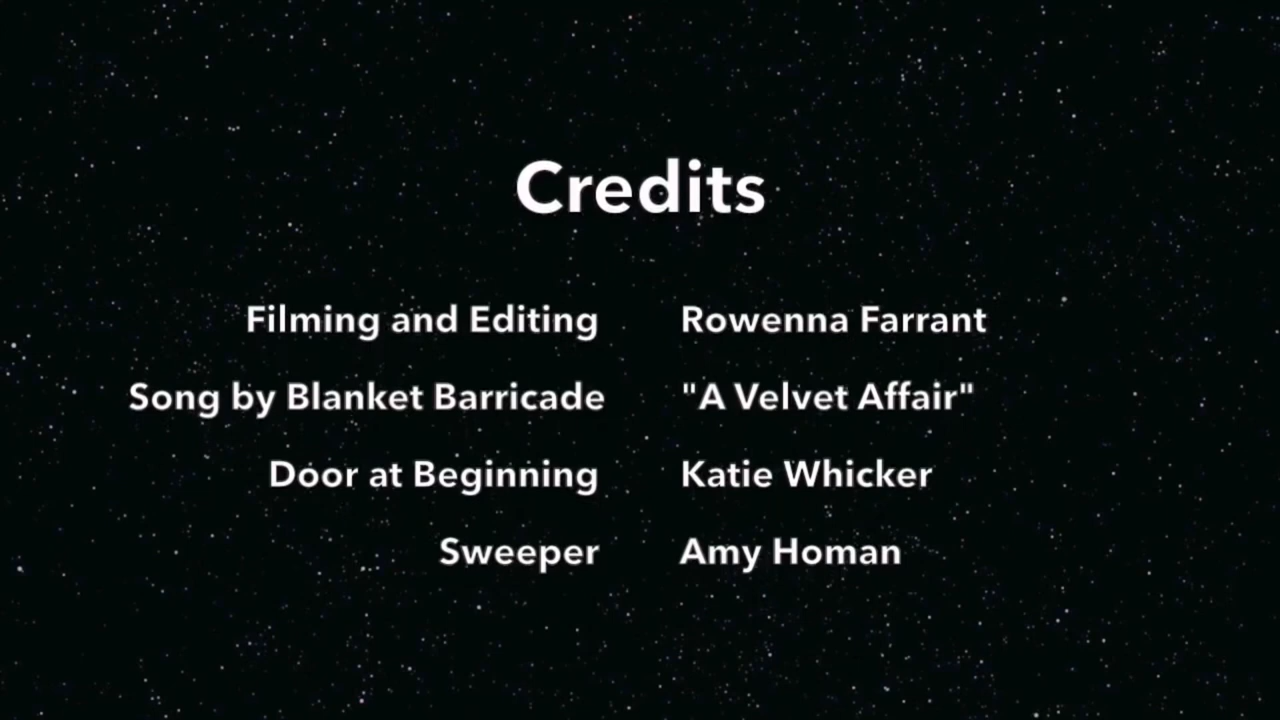 Credits
Filming and Editing Rowenna Farrant
Song by Blanket Barricade "A Velvet Affair"
Door at Beginning Katie Whicker
Sweeper Amy Homan